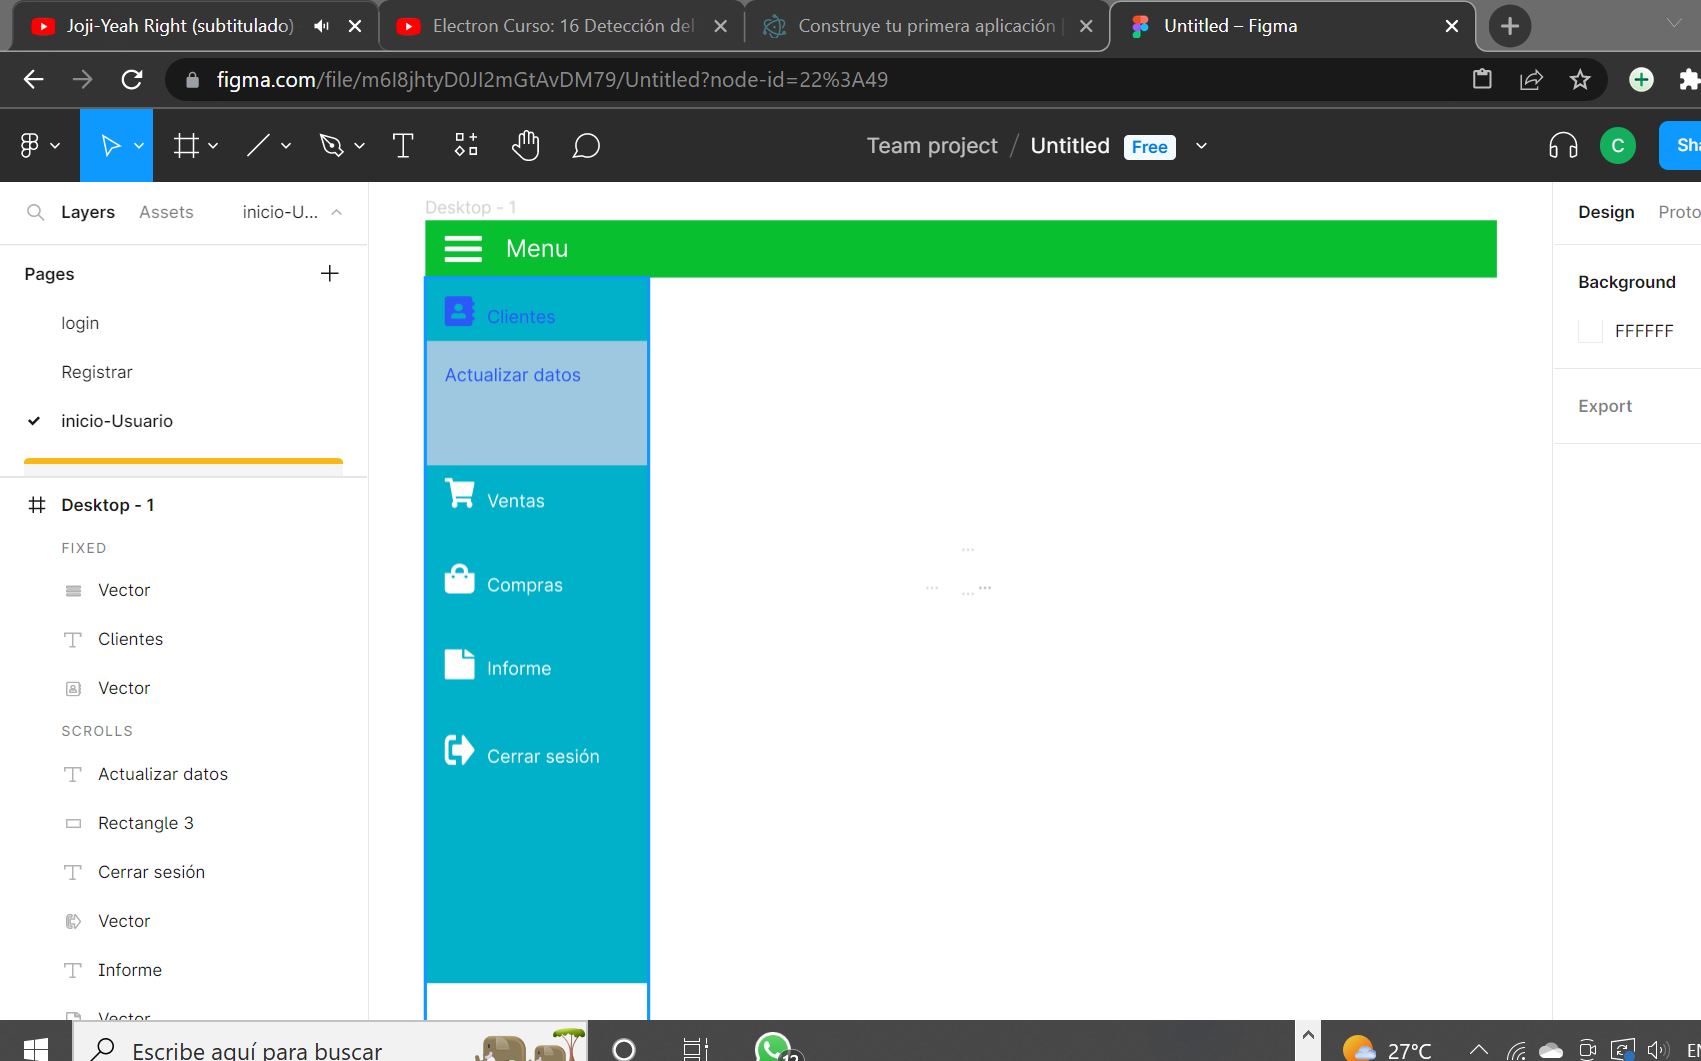 Joji-Yeah Right (subtitulado)
Electron Curso: 16 Detección del
Construye tu primera aplicación |
Untitled – Figma
figma.com/file/m6I8jhtyD0JI2mGtAvDM79/Untitled?node-id=22%3A49
Team project / Untitled Free
C
Sha
Layers Assets inicio-U...
Design Proto
Pages
login
Registrar
inicio-Usuario
Desktop - 1
FIXED
Vector
Clientes
Vector
SCROLLS
Actualizar datos
Rectangle 3
Cerrar sesión
Vector
Informe
Vector
Desktop - 1
Menu
Clientes
Actualizar datos
Ventas
Compras
Informe
Cerrar sesión
...
... ... ...
Background
FFFFFF
Export
Escribe aquí para buscar
27°C